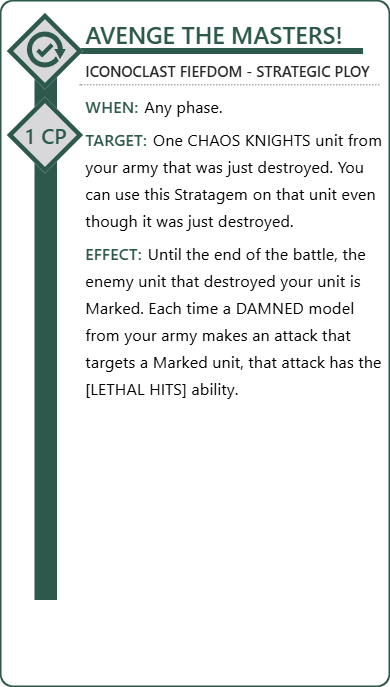 AVENGE THE MASTERS!
ICONOCLAST FIEFDOM - STRATEGIC PLOY
WHEN: Any phase.
1 CP
TARGET: One CHAOS KNIGHTS unit from
your army that was just destroyed. You
can use this Stratagem on that unit even
though it was just destroyed.
EFFECT: Until the end of the battle, the
enemy unit that destroyed your unit is
Marked. Each time a DAMNED model
from your army makes an attack that
targets a Marked unit, that attack has the
[LETHAL HITS] ability.